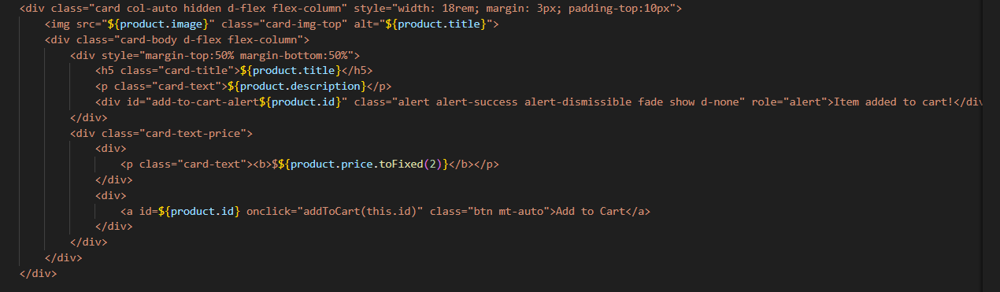 <div class="card col-auto hidden d-flex flex-column" style="width: 18rem; margin: 3px; padding-top:10px">
<img src="${product.image}" class="card-img-top" alt="${product.title}">
<div class="card-body d-flex flex-column">
<div style="margin-top:50% margin-bottom:50%">
<h5 class="card-title">${product.title}</h5>
<p class="card-text">${product.description}</p>
<div id="add-to-cart-alert${product.id}" class="alert alert-success alert-dismissible fade show d-none" role="alert">Item added to cart!</div
</div>
<div class="card-text-price">
<div>
<p class="card-text"><b>$${product.price.toFixed(2)}</b></p>
</div>
<div>
<a id=${product.id} onclick="addToCart(this.id)" class="btn mt-auto">Add to Cart</a>
</div>
</div>
</div>
</div>